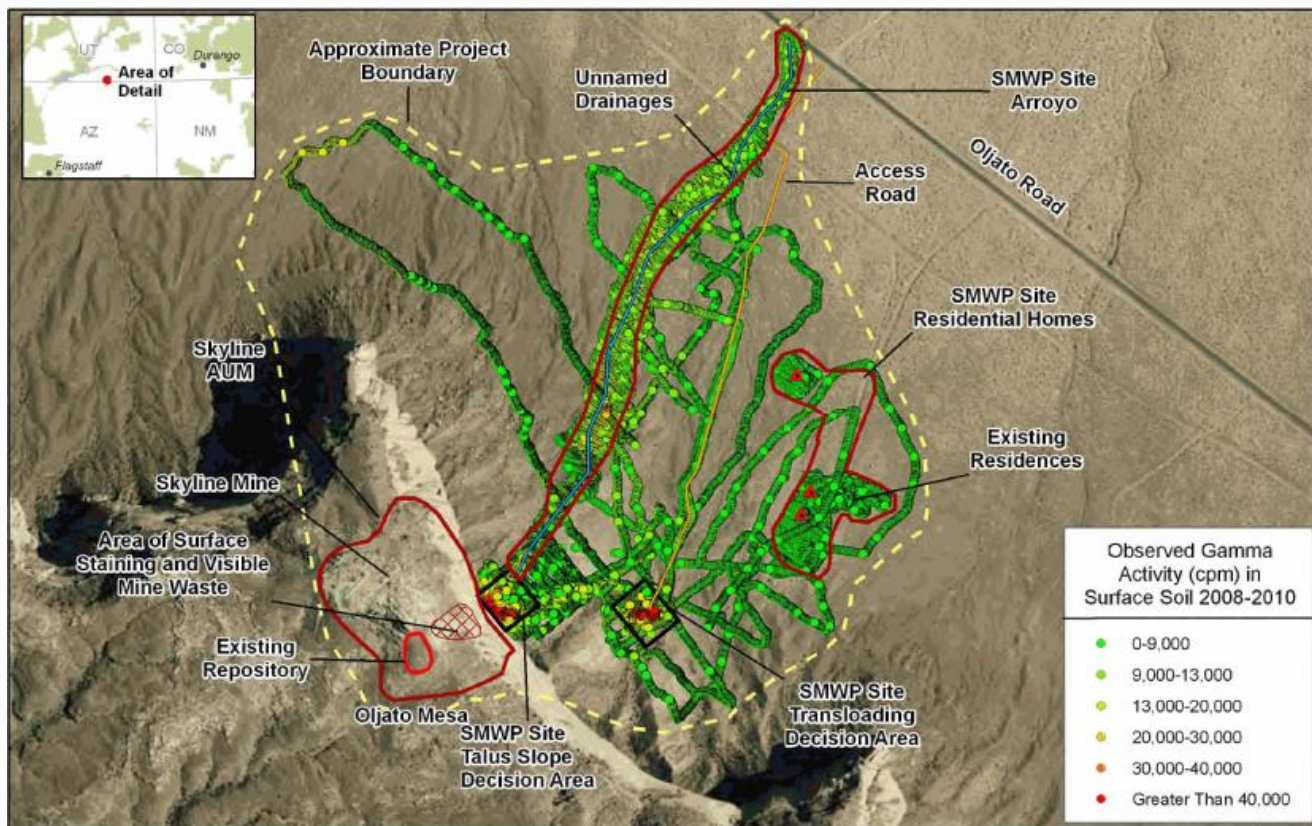 UT
CO
Durango
Area of
Detail
AZ
NM
Flagstaff
Approximate Project
Boundary
Unnamed
Drainages
SMWP Site
Arroyo
Access
Road
Oljato Road
SMWP Site
Residential Homes
Skyline
AUM
Existing
Residences
Skyline Mine
Area of Surface
Staining and Visible
Mine Waste
Existing
Repository
Oljato Mesa
SMWP Site
Talus Slope
Decision Area
SMWP Site
Transloading
Decision Area
Observed Gamma
Activity (cpm) in
Surface Soil 2008-2010
0-9,000
9,000-13,000
13,000-20,000
20,000-30,000
30,000-40,000
Greater Than 40,000